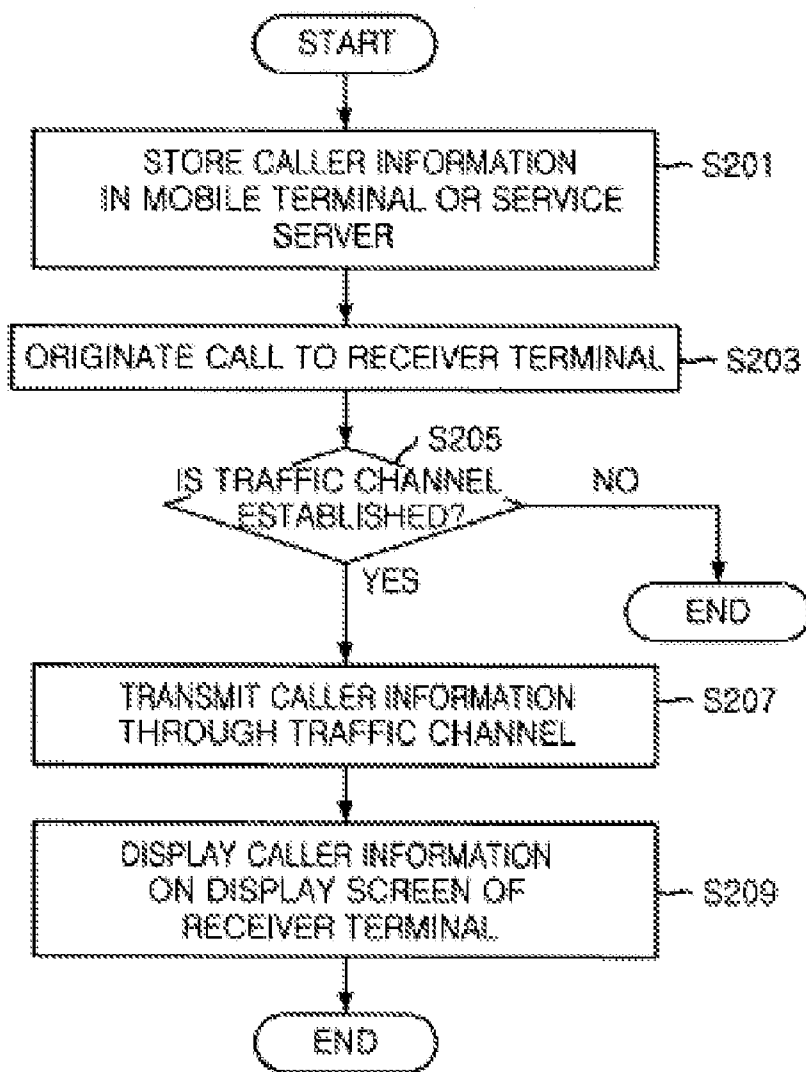 START
STORE CALLER INFORMATION
IN MOBILE TERMINAL OR SERVICE
SERVER
S201
ORIGINATE CALL TO RECEIVER TERMINAL
S203
S205
IS TRAFFIC CHANNEL
ESTABLISHED?
NO
YES
END
TRANSMIT CALLER INFORMATION
THROUGH TRAFFIC CHANNEL
S207
DISPLAY CALLER INFORMATION
ON DISPLAY SCREEN OF
RECEIVER TERMINAL
S209
END